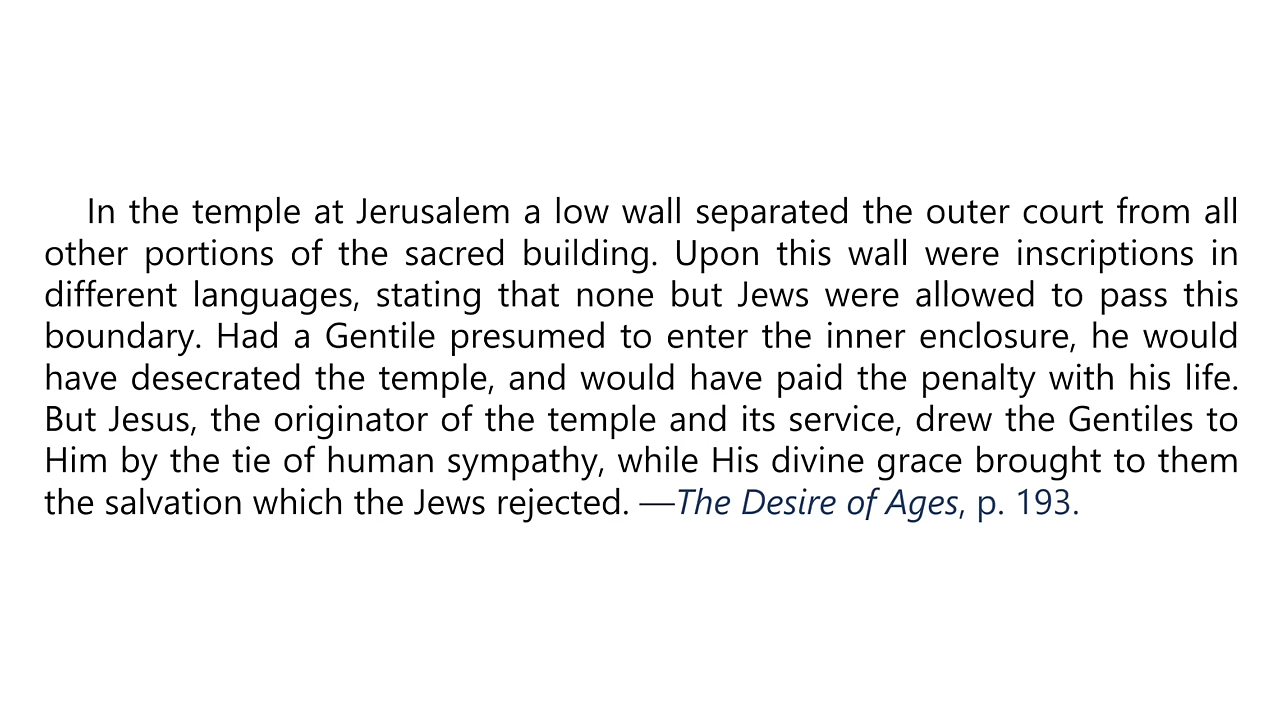 In the temple at Jerusalem a low wall separated the outer court from all
other portions of the sacred building. Upon this wall were inscriptions in
different languages, stating that none but Jews were allowed to pass this
boundary. Had a Gentile presumed to enter the inner enclosure, he would
have desecrated the temple, and would have paid the penalty with his life.
But Jesus, the originator of the temple and its service, drew the Gentiles to
Him by the tie of human sympathy, while His divine grace brought to them
the salvation which the Jews rejected. —The Desire of Ages, p. 193.